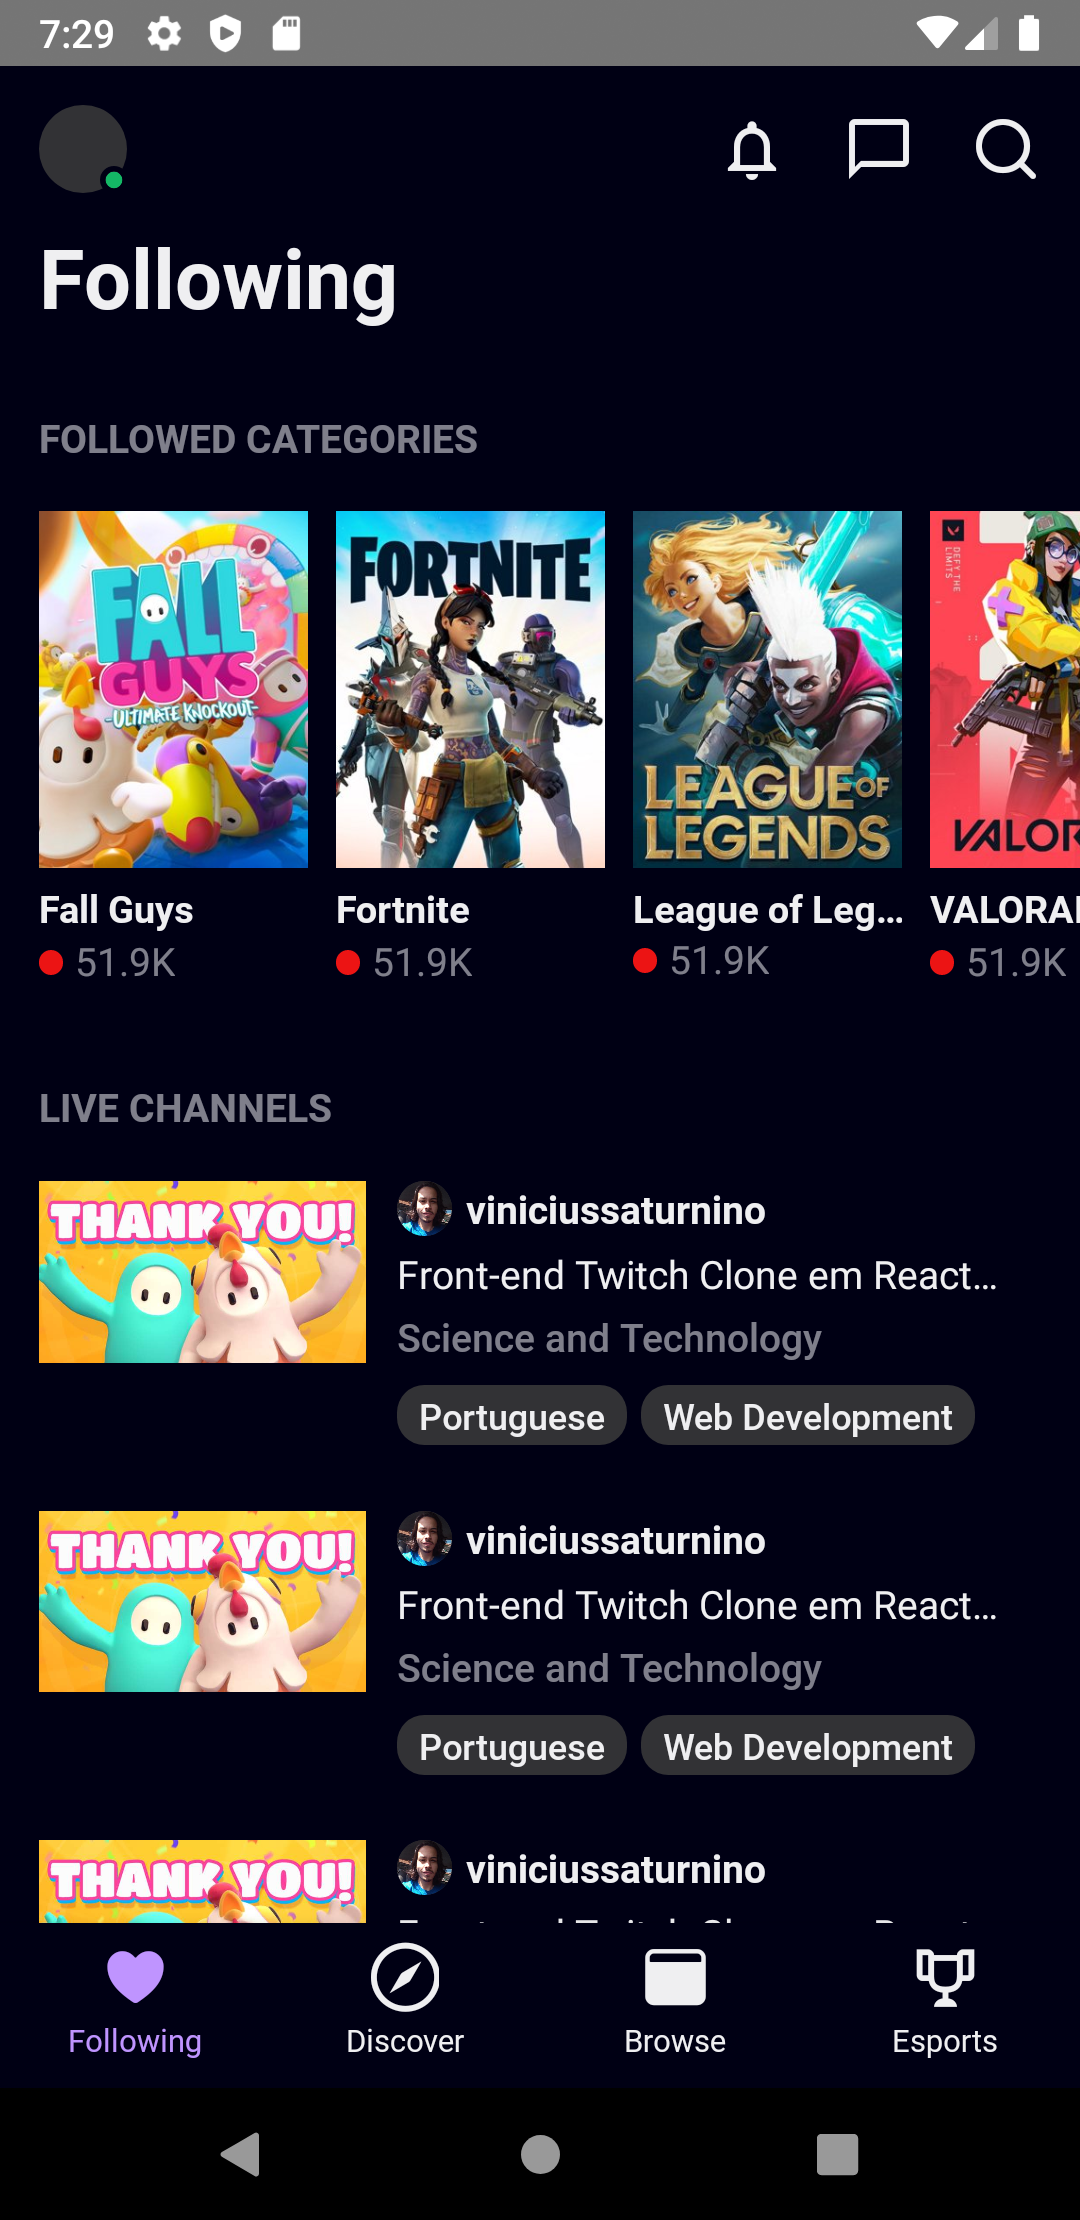 7:29
Following
FOLLOWED CATEGORIES
FALL
GUYS
ULTIMATE KNOCKOUT
FORTNITE
LEAGUE OF
LEGENDS
DEFY THE
LIMITS
VALOR
Fall Guys
Fortnite
League of Leg...
VALORA
51.9K
51.9K
51.9K
51.9K
LIVE CHANNELS
THANK YOU!
viniciussaturnino
Front-end Twitch Clone em React...
Science and Technology
Portuguese
Web Development
THANK YOU!
viniciussaturnino
Front-end Twitch Clone em React...
Science and Technology
Portuguese
Web Development
THANK YOU!
viniciussaturnino
Following
Discover
Browse
Esports